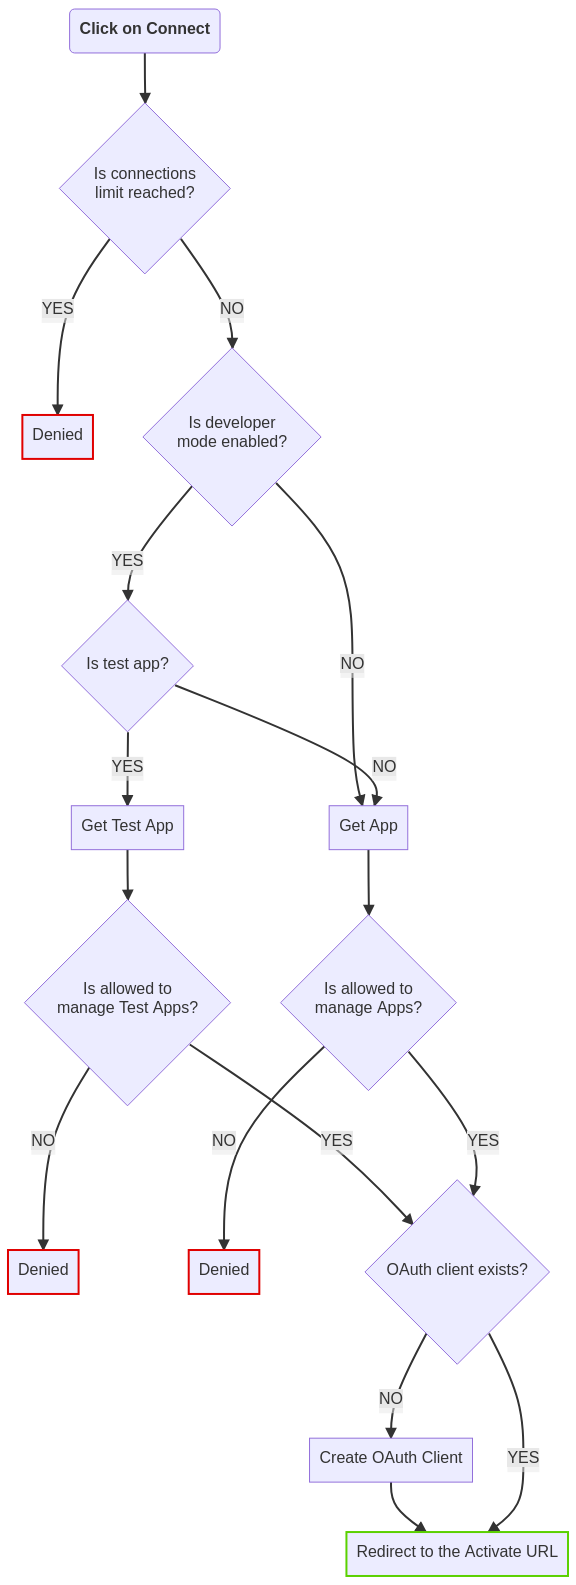 Click on Connect
Is connections
limit reached?
YES
NO
Denied
Is developer
mode enabled?
YES
NO
Is test app?
YES
NO
Get Test App
Get App
Is allowed to
manage Test Apps?
Is allowed to
manage Apps?
NO
YES
NO
YES
Denied
Denied
OAuth client exists?
NO
YES
Create OAuth Client
Redirect to the Activate URL